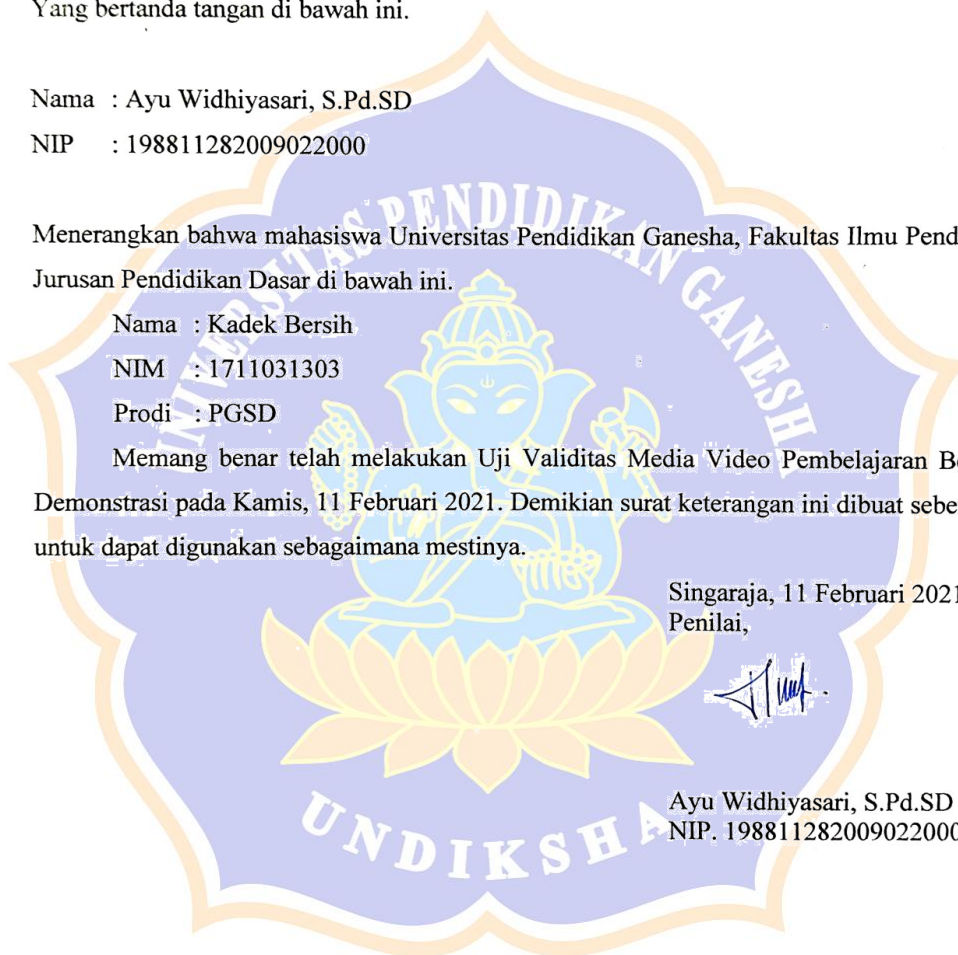 Yang bertanda tangan di bawah ini.
Nama : Ayu Widhiyasari, S.Pd.SD
NIP : 198811282009022000
UNIVERSITAS PENDIDIKAN GANESHA
Menerangkan bahwa mahasiswa Universitas Pendidikan Ganesha, Fakultas Ilmu Pend
Jurusan Pendidikan Dasar di bawah ini.
Nama : Kadek Bersih
NIM : 1711031303
Prodi : PGSD
Memang benar telah melakukan Uji Validitas Media Video Pembelajaran Be
Demonstrasi pada Kamis, 11 Februari 2021. Demikian surat keterangan ini dibuat sebe
untuk dapat digunakan sebagaimana mestinya.
Singaraja, 11 Februari 2021
Penilai,
Ayu Widhiyasari, S.Pd.SD
NIP. 198811282009022000
UNDIKSHA